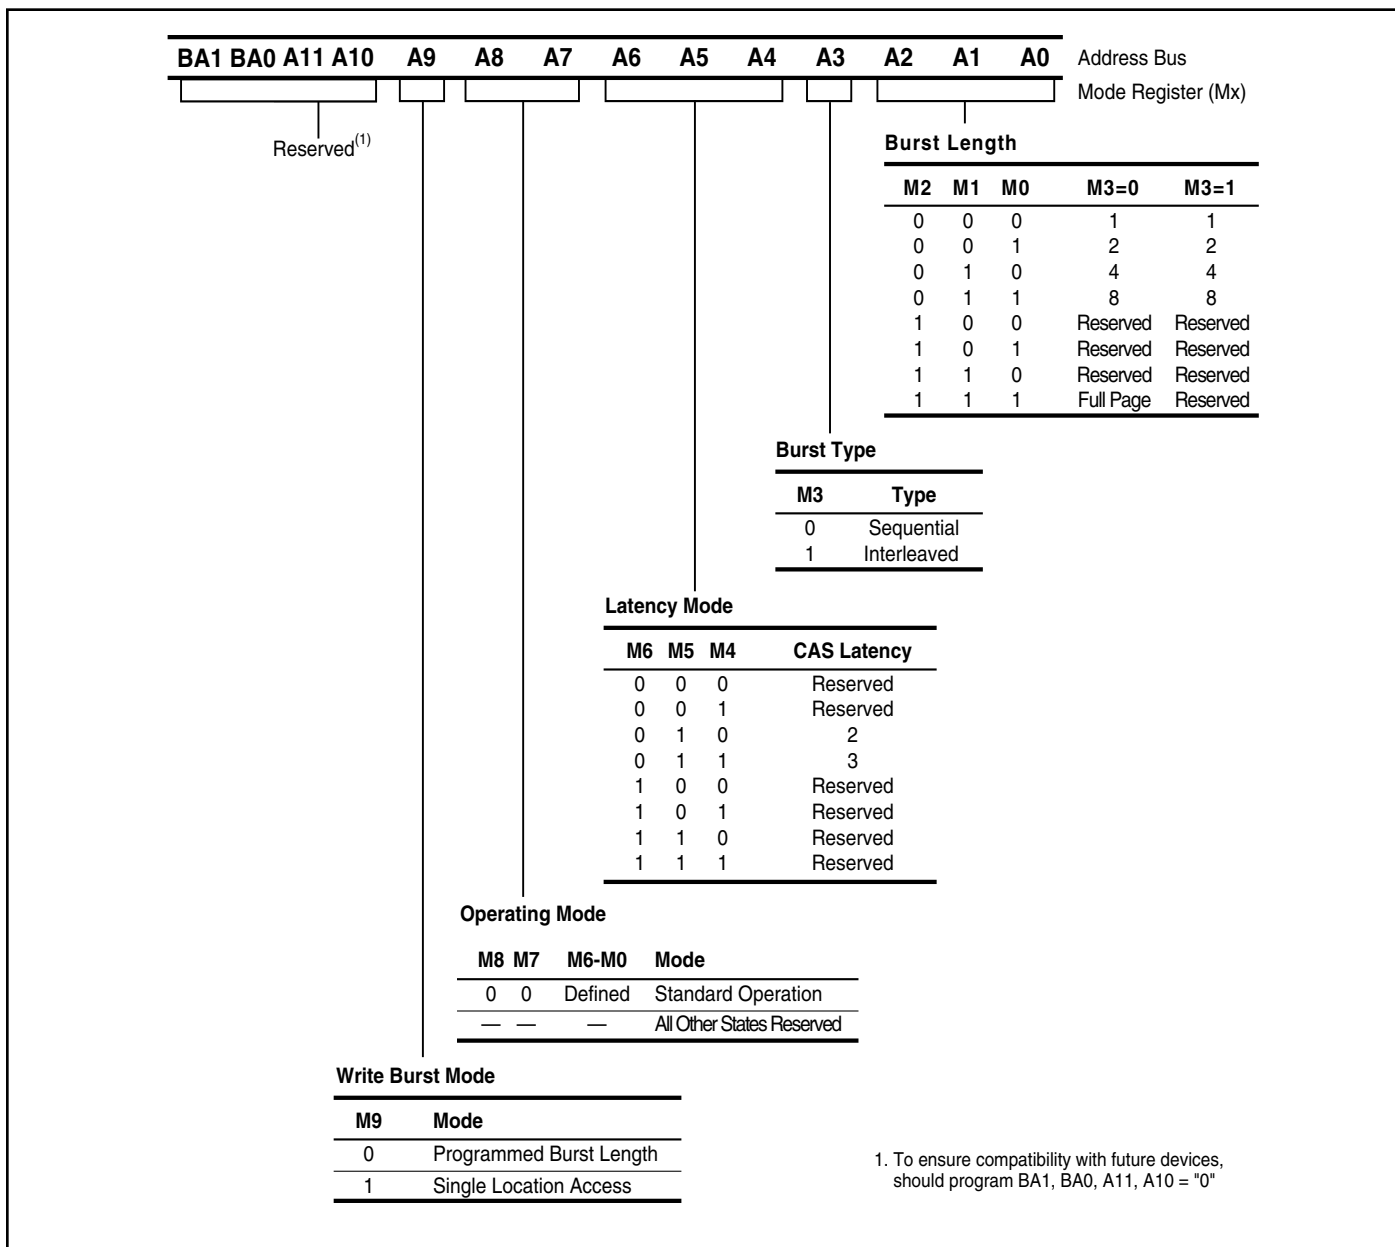 BA1 BA0 A11 A10 A9 A8 A7 A6 A5 A4 A3 A2 A1 A0 Address Bus
Mode Register (Mx)
Reserved(1)
Burst Length
M2 M1 M0 M3=0 M3=1
0 0 0 1 1
0 0 1 2 2
0 1 0 4 4
0 1 1 8 8
1 0 0 Reserved Reserved
1 0 1 Reserved Reserved
1 1 0 Reserved Reserved
1 1 1 Full Page Reserved
Burst Type
M3 Type
0 Sequential
1 Interleaved
Latency Mode
M6 M5 M4 CAS Latency
0 0 0 Reserved
0 0 1 Reserved
0 1 0 2
0 1 1 3
1 0 0 Reserved
1 0 1 Reserved
1 1 0 Reserved
1 1 1 Reserved
Operating Mode
M8 M7 M6-M0 Mode
0 0 Defined Standard Operation
— — — All Other States Reserved
Write Burst Mode
M9 Mode
0 Programmed Burst Length
1 Single Location Access
1. To ensure compatibility with future devices,
should program BA1, BA0, A11, A10 = "0"